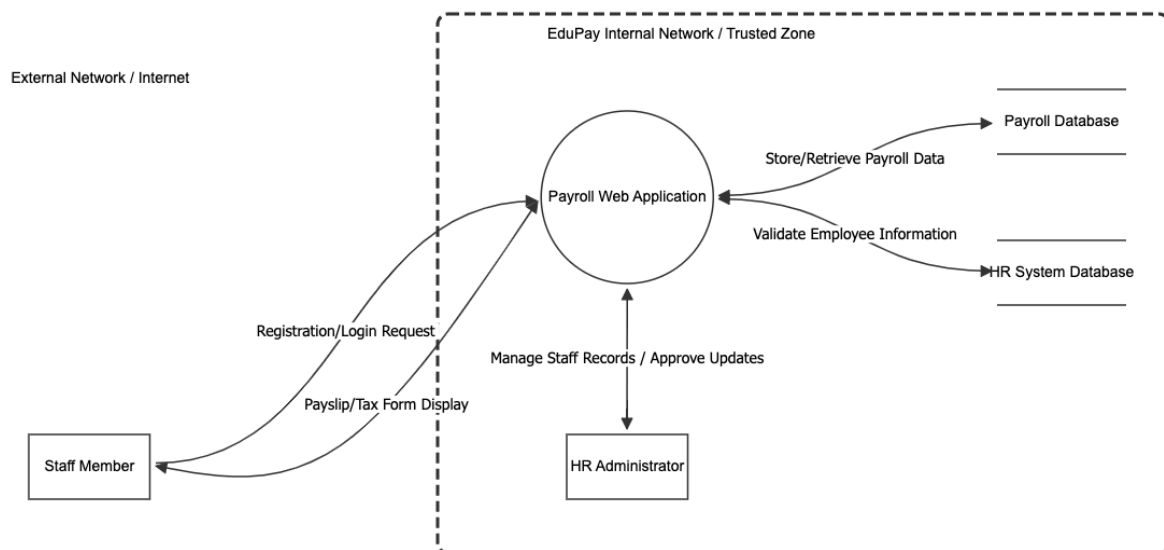 EduPay Internal Network / Trusted Zone
External Network / Internet
Payroll Database
Store/Retrieve Payroll Data
Payroll Web Application
Validate Employee Information
HR System Database
Registration/Login Request
Manage Staff Records / Approve Updates
Payslip/Tax Form Display
Staff Member
HR Administrator